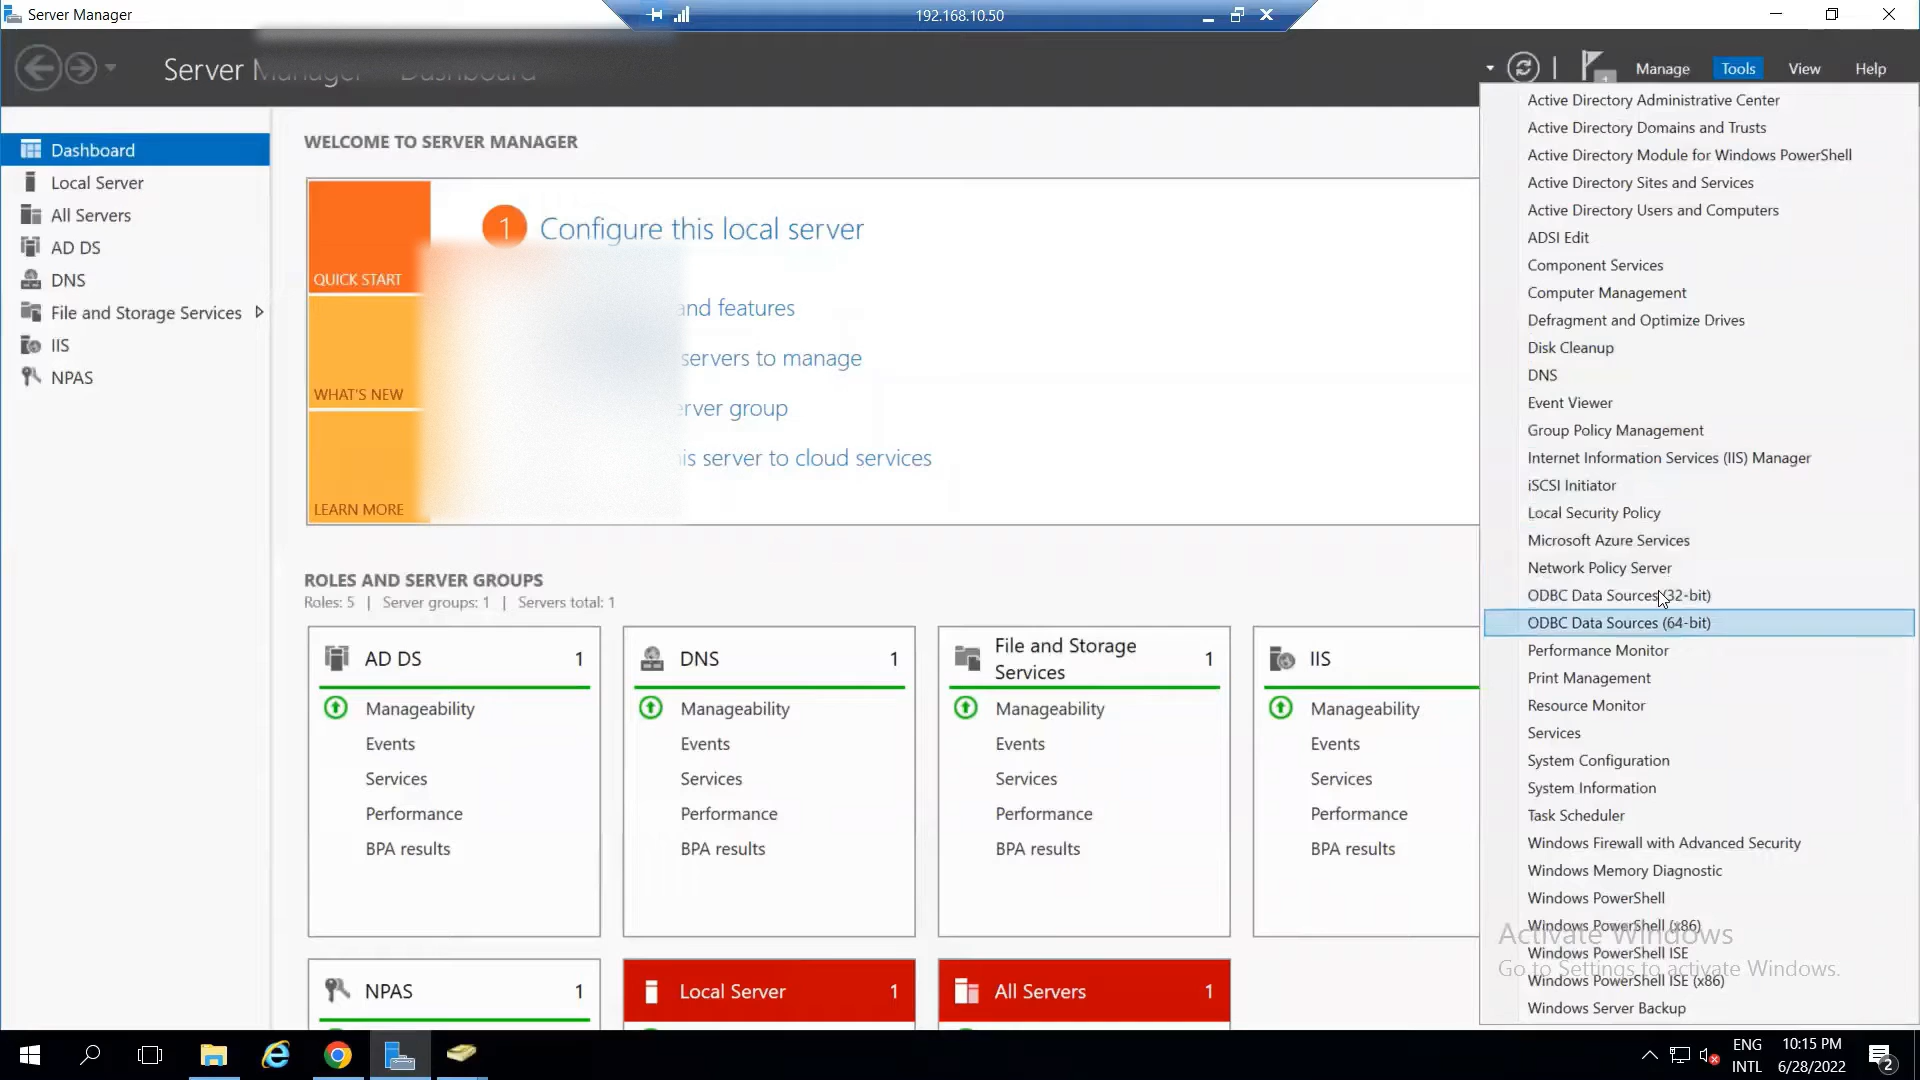 Server Manager
192.168.10.50
Server
Manage
Tools
View
Help
Dashboard
Local Server
All Servers
AD DS
DNS
File and Storage Services
IIS
NPAS
WELCOME TO SERVER MANAGER
QUICK START
WHAT'S NEW
LEARN MORE
1 Configure this local server
and features
servers to manage
server to cloud services
ROLES AND SERVER GROUPS
Roles: 5 | Server groups: 1 | Servers total: 1
AD DS 1
Manageability
Events
Services
Performance
BPA results
DNS 1
Manageability
Events
Services
Performance
BPA results
File and Storage
Services 1
Manageability
Events
Services
Performance
BPA results
IIS
Manageability
Events
Services
Performance
BPA results
NPAS 1
Local Server 1
All Servers 1
Active Directory Administrative Center
Active Directory Domains and Trusts
Active Directory Module for Windows PowerShell
Active Directory Sites and Services
Active Directory Users and Computers
ADSI Edit
Component Services
Computer Management
Defragment and Optimize Drives
Disk Cleanup
DNS
Event Viewer
Group Policy Management
Internet Information Services (IIS) Manager
iSCSI Initiator
Local Security Policy
Microsoft Azure Services
Network Policy Server
ODBC Data Sources (32-bit)
ODBC Data Sources (64-bit)
Performance Monitor
Print Management
Resource Monitor
Services
System Configuration
System Information
Task Scheduler
Windows Firewall with Advanced Security
Windows Memory Diagnostic
Windows PowerShell
Windows PowerShell (x86)
Windows PowerShell ISE
Windows PowerShell ISE (x86)
Windows Server Backup
Activate Windows
Go to Settings to activate Windows.
ENG
INTL
10:15 PM
6/28/2022
2